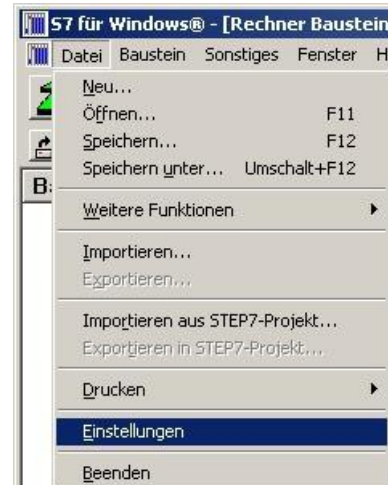 S7 für Windows® - [Rechner Baustein
Datei Baustein Sonstiges Fenster H
B
Neu...
Öffnen... F11
Speichern... F12
Speichern unter... Umschalt+F12
Weitere Funktionen
Importieren...
Exportieren...
Importieren aus STEP7-Projekt...
Exportieren in STEP7-Projekt...
Drucken
Einstellungen
Beenden